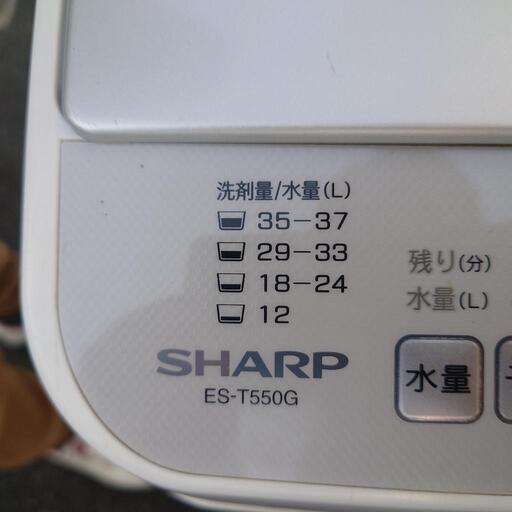 洗剤量/水量(L)
35-37
29-33
18-24
12
残り(分)
水量(L)
SHARP
水量
ES-T550G